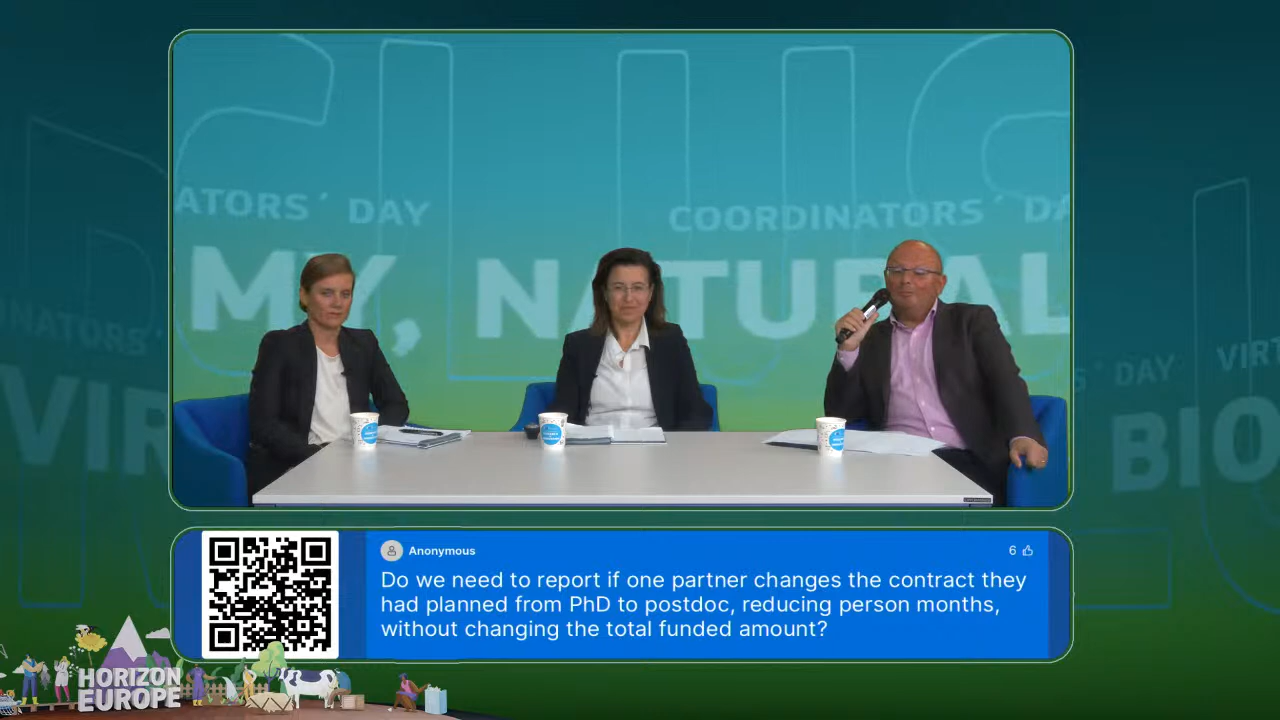 ATORS´ DAY
COORDINATORS´ DA
MY, NATURAL
DINATORS´
S´ DAY
VIRT
VIR
BIO
Anonymous
6
Do we need to report if one partner changes the contract they
had planned from PhD to postdoc, reducing person months,
without changing the total funded amount?
HORIZON
EUROPE